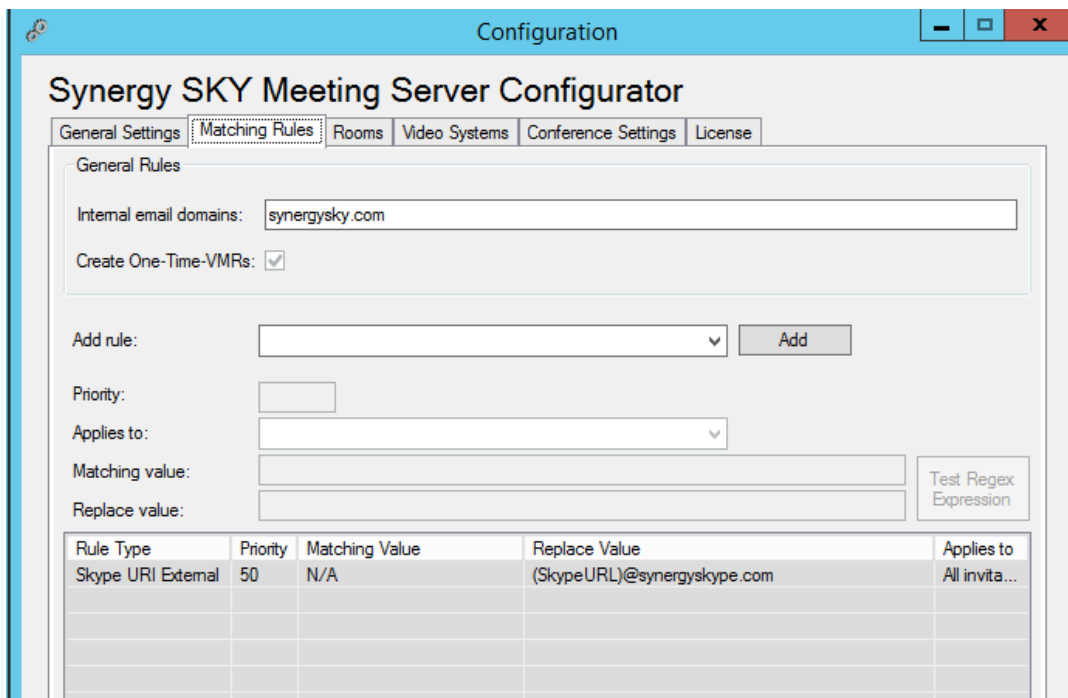 Configuration
Synergy SKY Meeting Server Configurator
General Settings Matching Rules Rooms Video Systems Conference Settings License
General Rules
Internal email domains: synergysky.com
Create One-Time-VMRs:
Add rule: Add
Priority:
Applies to:
Matching value:
Test Regex
Expression
Replace value:
Rule Type Priority Matching Value Replace Value Applies to
Skype URI External 50 N/A (SkypeURL)@synergyskype.com All invita...